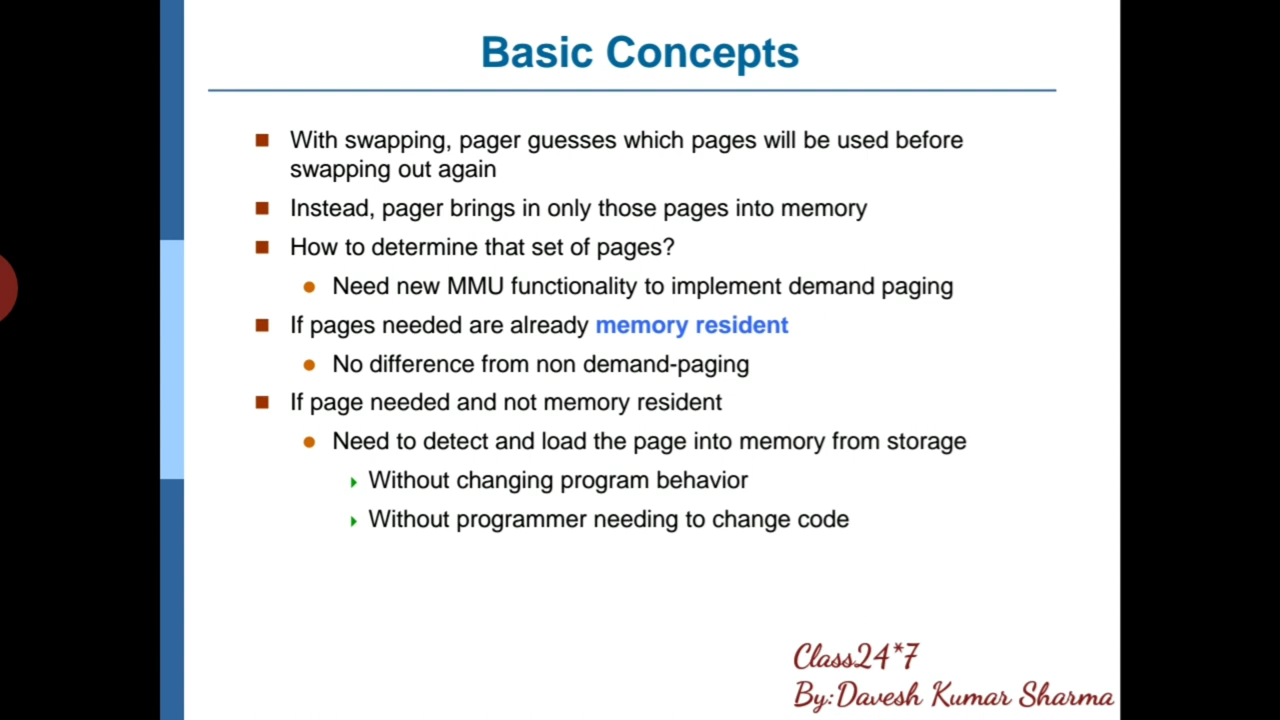 Basic Concepts
With swapping, pager guesses which pages will be used before
swapping out again
Instead, pager brings in only those pages into memory
How to determine that set of pages?
Need new MMU functionality to implement demand paging
If pages needed are already memory resident
No difference from non demand-paging
If page needed and not memory resident
Need to detect and load the page into memory from storage
Without changing program behavior
Without programmer needing to change code
Class24*7
By:Davesh Kumar Sharma